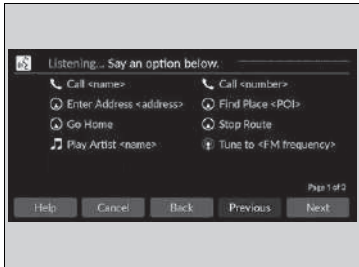 Listening... Say an option below.
Call <name>
Call <number>
Enter Address <address>
Find Place <POI>
Go Home
Stop Route
Play Artist <name>
Tune to <FM frequency>
Page 1 of 3
Help Cancel Back Previous Next